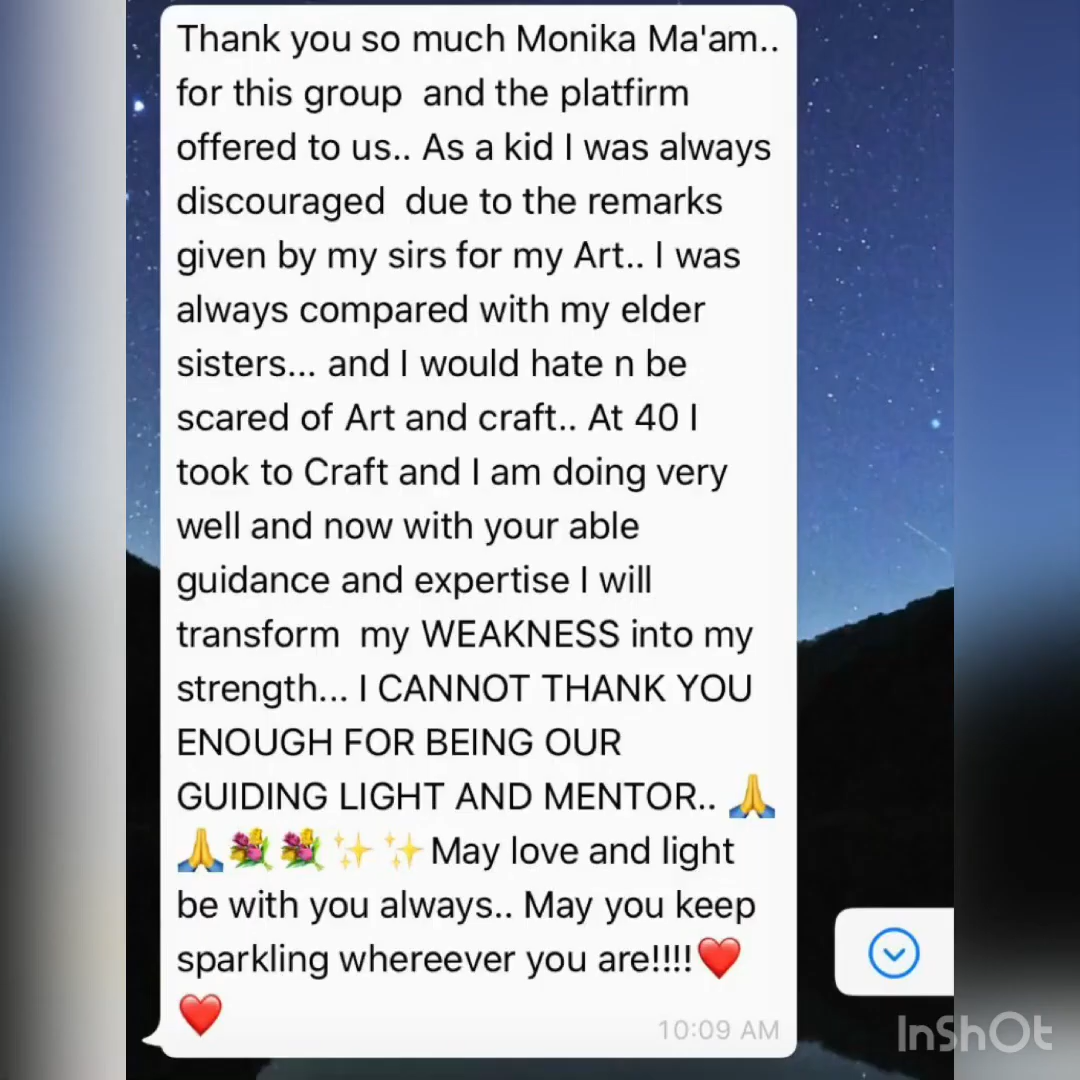 Thank you so much Monika Ma'am..
for this group  and the platfirm
offered to us.. As a kid I was always
discouraged  due to the remarks
given by my sirs for my Art.. I was
always compared with my elder
sisters... and I would hate n be
scared of Art and craft.. At 40 I
took to Craft and I am doing very
well and now with your able
guidance and expertise I will
transform  my WEAKNESS into my
strength... I CANNOT THANK YOU
ENOUGH FOR BEING OUR
GUIDING LIGHT AND MENTOR.. 🙏
🙏💐💐✨✨ May love and light
be with you always.. May you keep
sparkling whereever you are!!!!❤️
❤️
10:09 AM
InShOt